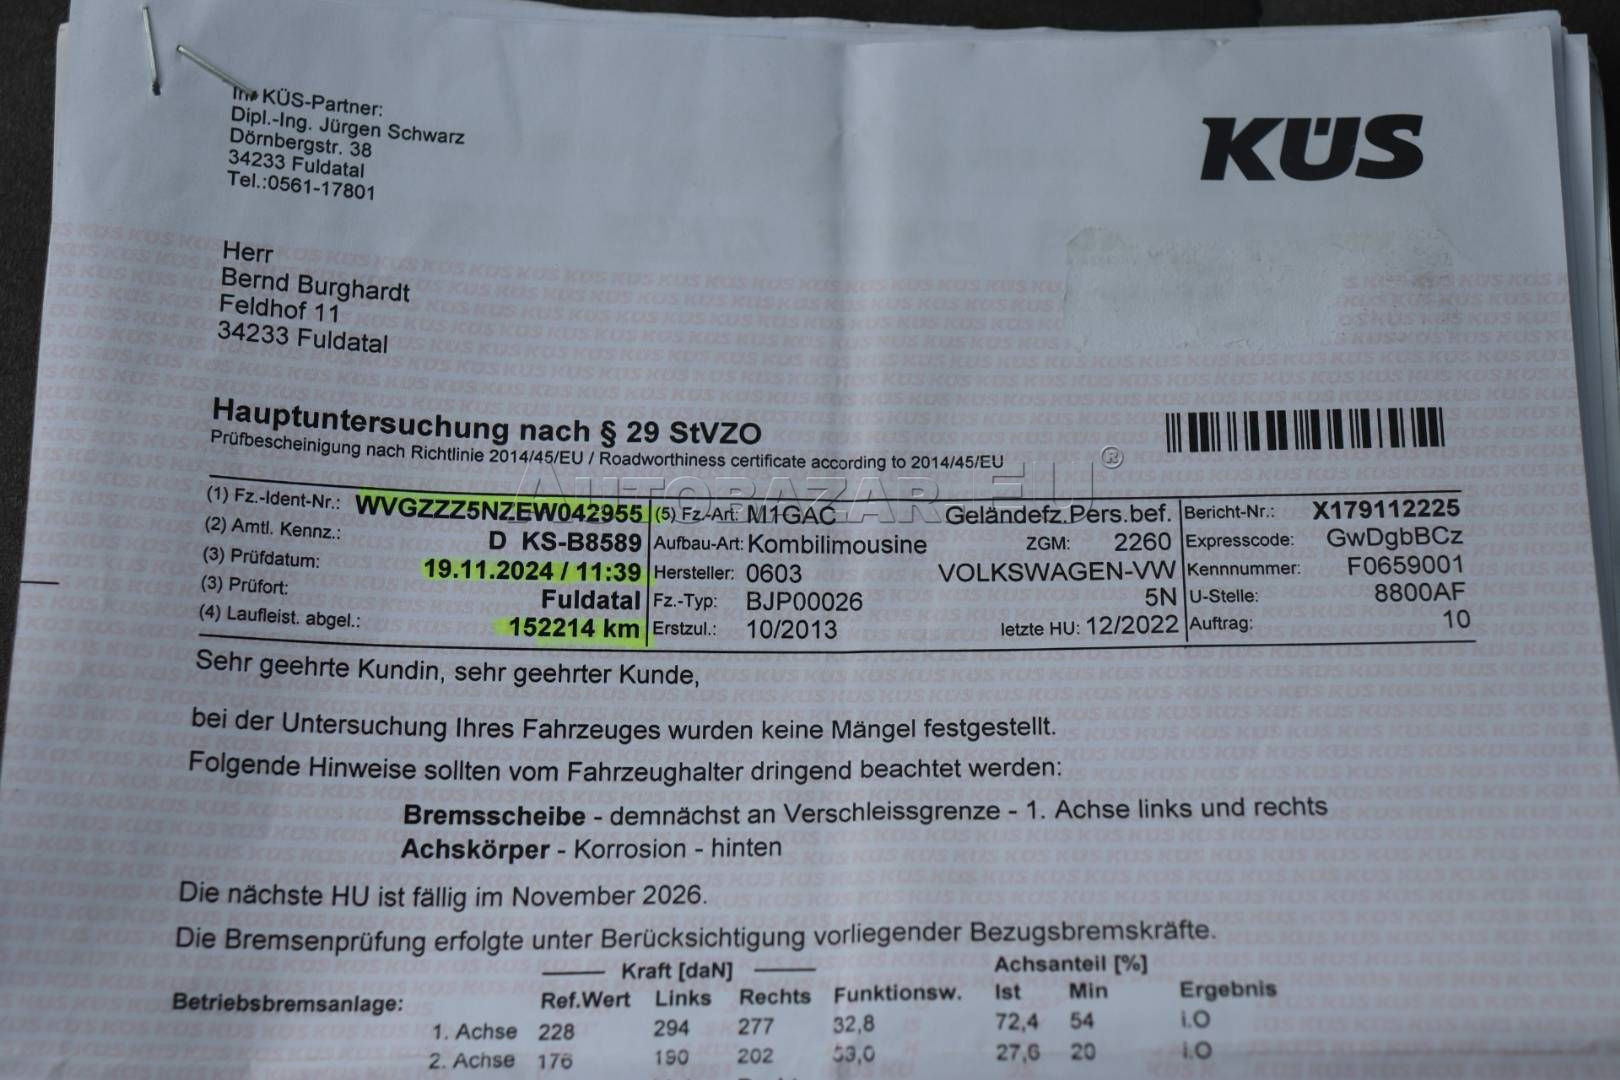 Ihr KÜS-Partner:
Dipl.-Ing. Jürgen Schwarz
Dörnbergstr. 38
34233 Fuldatal
Tel.:0561-17801
KÜS
Herr
Bernd Burghardt
Feldhof 11
34233 Fuldatal
Hauptuntersuchung nach § 29 StVZO
Prüfbescheinigung nach Richtlinie 2014/45/EU / Roadworthiness certificate according to 2014/45/EU
AUTOBAZAR.EU®
(1) Fz.-Ident-Nr.: WVGZZZ5NZEW042955 (5) Fz.-Art: M1GAC Geländefz.Pers.bef. Bericht-Nr.: X179112225
(2) Amtl. Kennz.: D KS-B8589 Aufbau-Art: Kombilimousine ZGM: 2260 Expresscode: GwDgbBCz
(3) Prüfdatum: 19.11.2024 / 11:39 Hersteller: 0603 VOLKSWAGEN-VW Kennnummer: F0659001
(3) Prüfort: Fuldatal Fz.-Typ: BJP00026 5N U-Stelle: 8800AF
(4) Laufleist. abgel.: 152214 km Erstzul.: 10/2013 letzte HU: 12/2022 Auftrag: 10
Sehr geehrte Kundin, sehr geehrter Kunde,
bei der Untersuchung Ihres Fahrzeuges wurden keine Mängel festgestellt.
Folgende Hinweise sollten vom Fahrzeughalter dringend beachtet werden:
Bremsscheibe - demnächst an Verschleissgrenze - 1. Achse links und rechts
Achskörper - Korrosion - hinten
Die nächste HU ist fällig im November 2026.
Die Bremsenprüfung erfolgte unter Berücksichtigung vorliegender Bezugsbremskräfte.
Kraft [daN] Achsanteil [%]
Betriebsbremsanlage: Ref.Wert Links Rechts Funktionsw. Ist Min Ergebnis
1. Achse 228 294 277 32,8 72,4 54 i.O
2. Achse 176 190 202 53,0 27,6 20 i.O